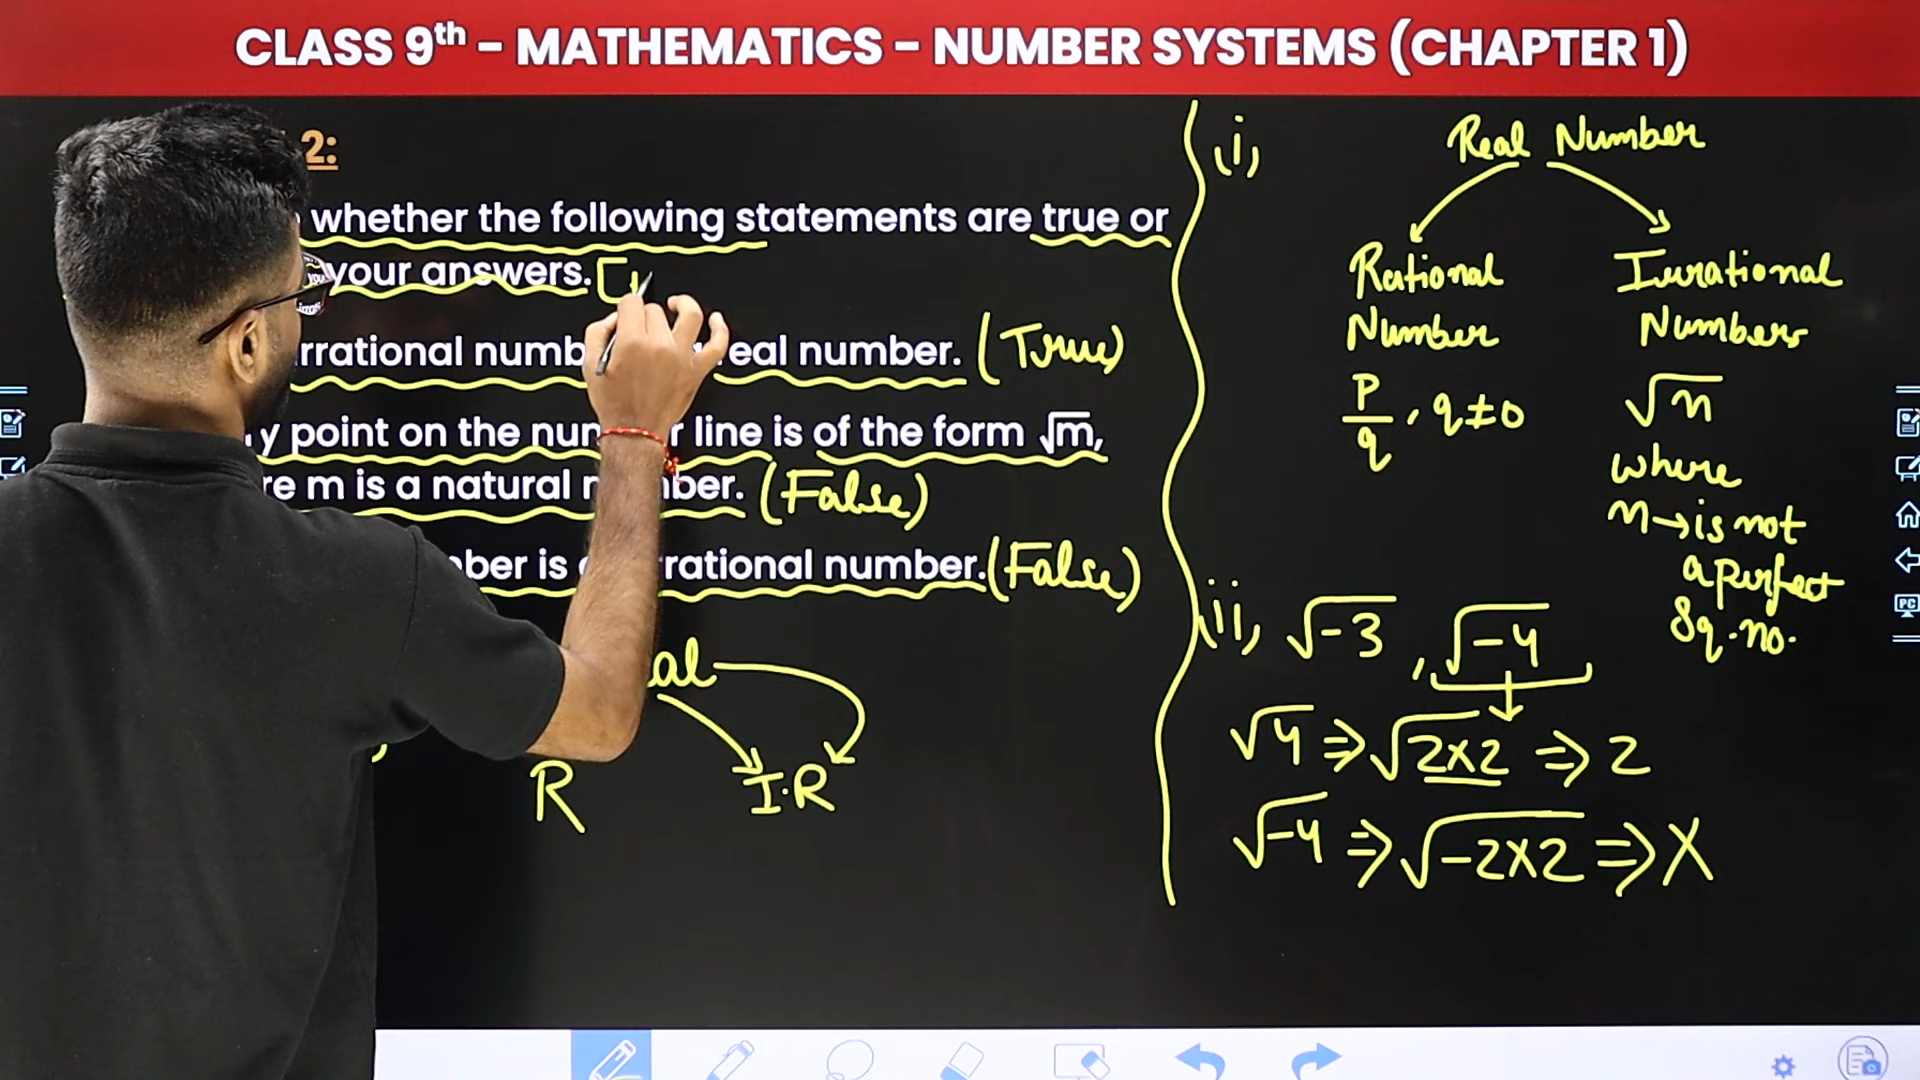 CLASS 9th - MATHEMATICS - NUMBER SYSTEMS (CHAPTER 1)
2:
whether the following statements are true or
your answers. [
rrational numb eal number. (True)
y point on the num r line is of the form √m,
re m is a natural n ber. (False)
ber is rrational number. (False)
al
R
I.R
(i)
Real Number
Rational
Number
p/q, q≠0
Irrational
Numbers
√n
where
n→is not
a perfect
Sq.no.
ii, √-3, √-4
√4 ⇒ √2x2 ⇒ 2
√-4 ⇒ √-2x2 ⇒ X
PC